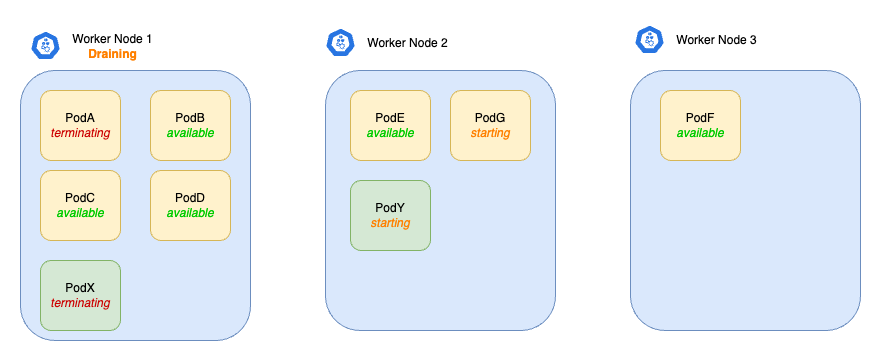 Worker Node 1
Draining
PodA
terminating
PodB
available
PodC
available
PodD
available
PodX
terminating
Worker Node 2
PodE
available
PodG
starting
PodY
starting
Worker Node 3
PodF
available